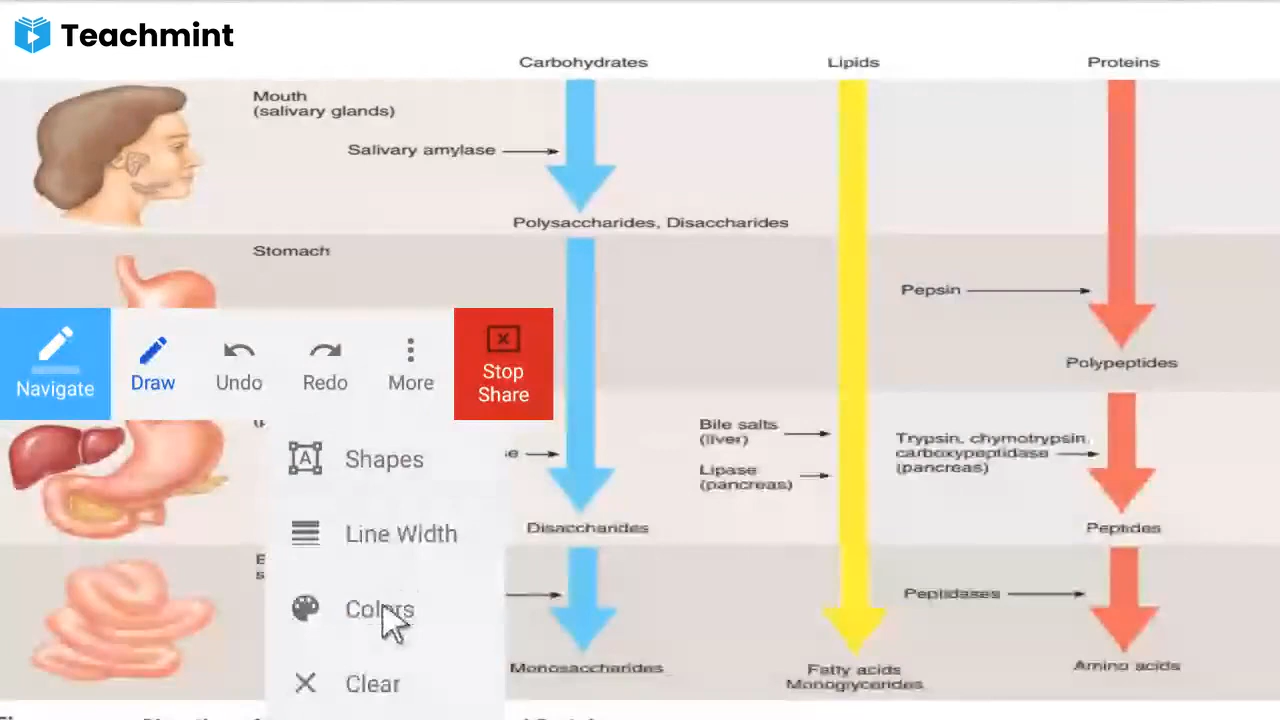 Teachmint
Carbohydrates
Lipids
Proteins
Mouth
(salivary glands)
Salivary amylase
Polysaccharides, Disaccharides
Stomach
Pepsin
Polypeptides
Navigate
Draw
Undo
Redo
More
Stop
Share
Shapes
Line Width
Colors
Clear
Bile salts
(liver)
Lipase
(pancreas)
Trypsin, chymotrypsin,
carboxypeptidase
(pancreas)
Disaccharides
Peptides
Peptidases
Monosaccharides
Fatty acids
Monoglycerides
Amino acids